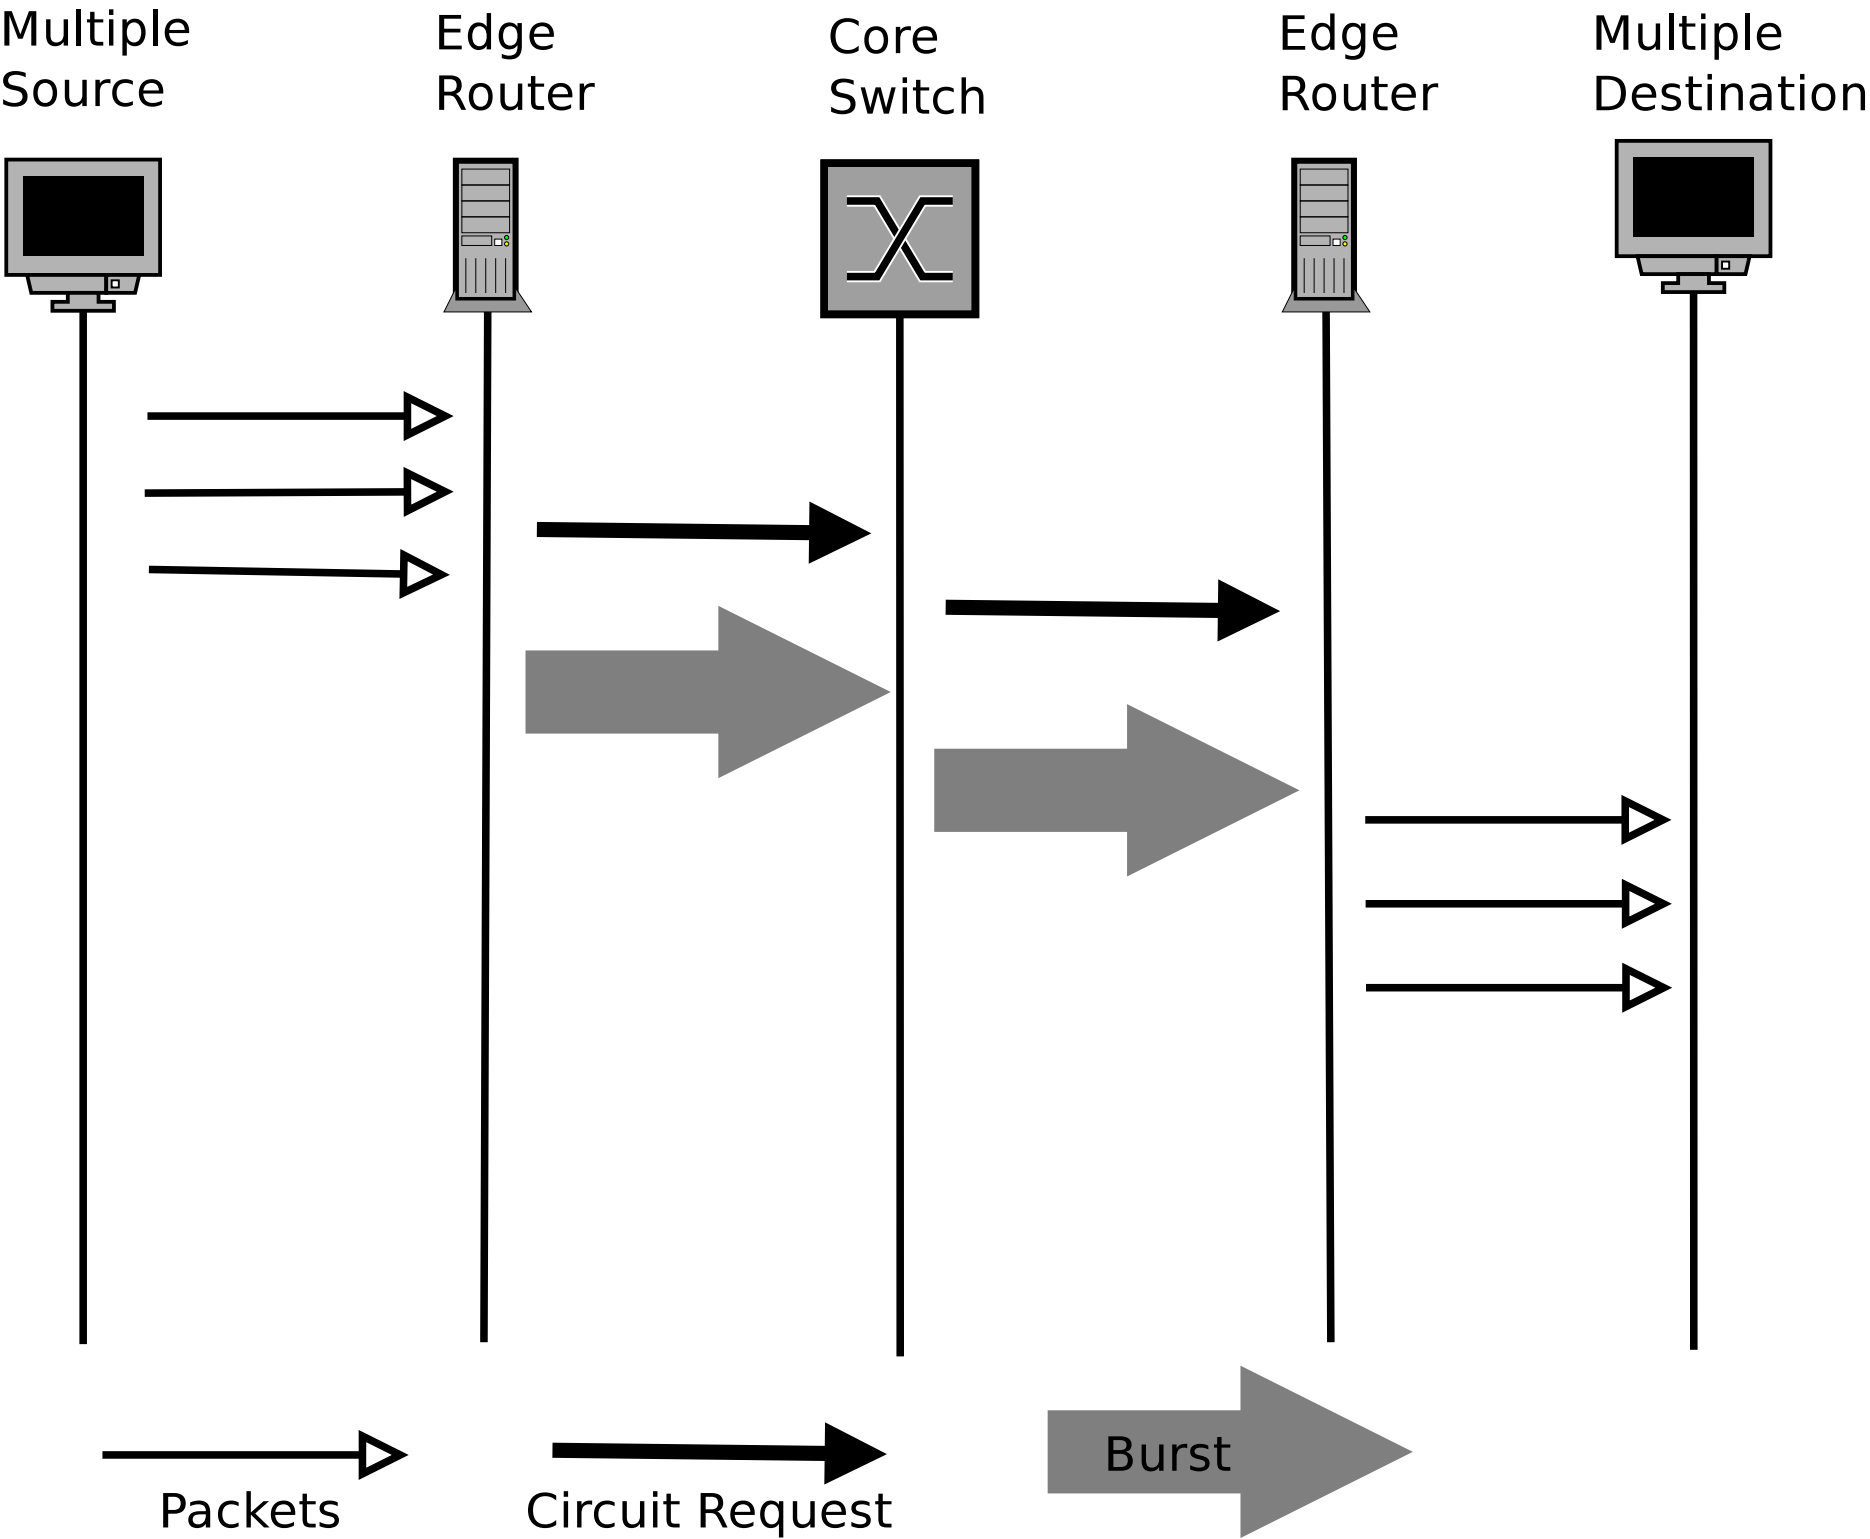 Multiple
Source
Edge
Router
Core
Switch
Edge
Router
Multiple
Destination
Packets
Circuit Request
Burst